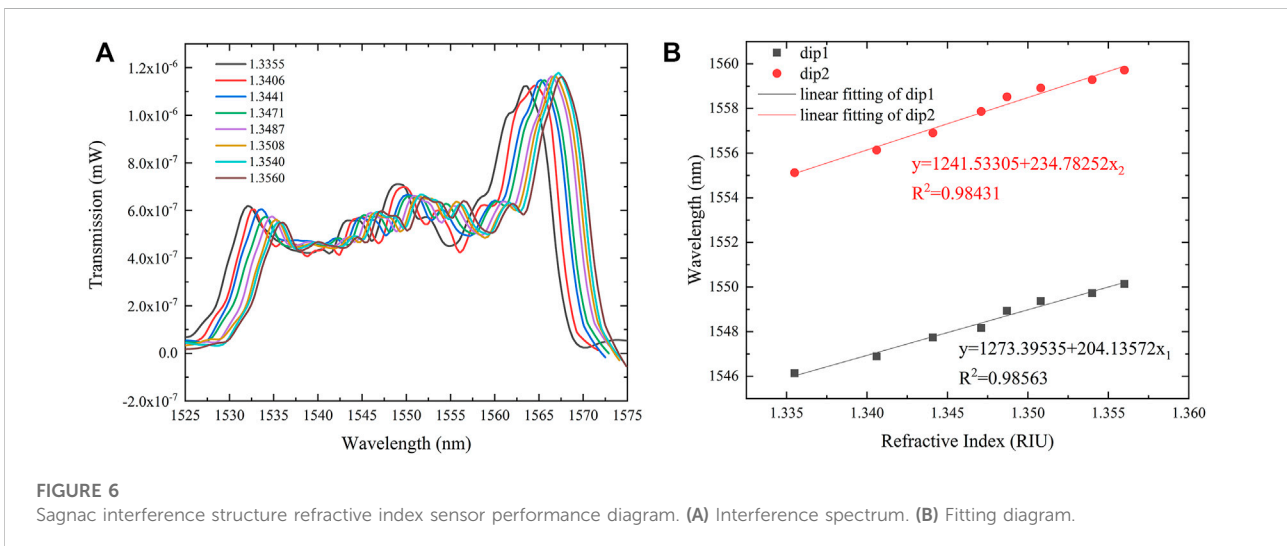 A
1.3355
1.3406
1.3441
1.3471
1.3487
1.3508
1.3540
1.3560
1.2x10⁻⁶
1.0x10⁻⁶
8.0x10⁻⁷
6.0x10⁻⁷
4.0x10⁻⁷
2.0x10⁻⁷
0.0
-2.0x10⁻⁷
Transmission (mW)
1525 1530 1535 1540 1545 1550 1555 1560 1565 1570 1575
Wavelength (nm)
B
dip1
dip2
linear fitting of dip1
linear fitting of dip2
1560
1558
1556
1554
1552
1550
1548
1546
Wavelength (nm)
y=1241.53305+234.78252x₂
R²=0.98431
y=1273.39535+204.13572x₁
R²=0.98563
1.335 1.340 1.345 1.350 1.355 1.360
Refractive Index (RIU)
FIGURE 6
Sagnac interference structure refractive index sensor performance diagram. (A) Interference spectrum. (B) Fitting diagram.